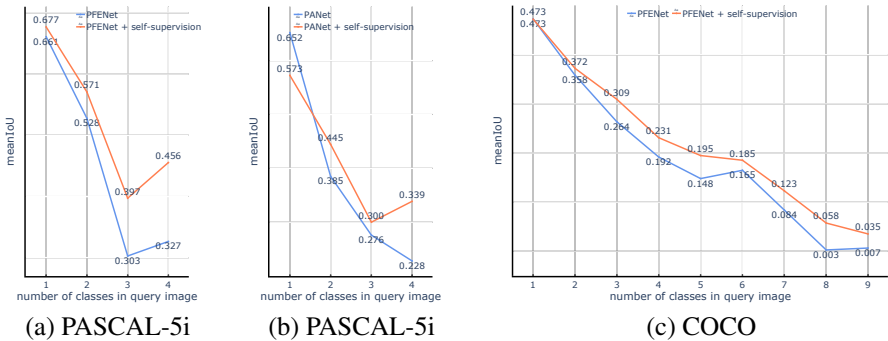 PFENet
PFENet + self-supervision
0.677
0.661
0.571
0.528
0.397
0.303
0.456
0.327
meanIoU
1 2 3 4
number of classes in query image
(a) PASCAL-5i
PANet
PANet + self-supervision
0.652
0.573
0.445
0.385
0.300
0.276
0.339
0.228
meanIoU
1 2 3 4
number of classes in query image
(b) PASCAL-5i
PFENet PFENet + self-supervision
0.473
0.473
0.372
0.358
0.309
0.264
0.231
0.192
0.195
0.148
0.185
0.165
0.123
0.084
0.058
0.003
0.035
0.007
meanIoU
1 2 3 4 5 6 7 8 9
number of classes in query image
(c) COCO